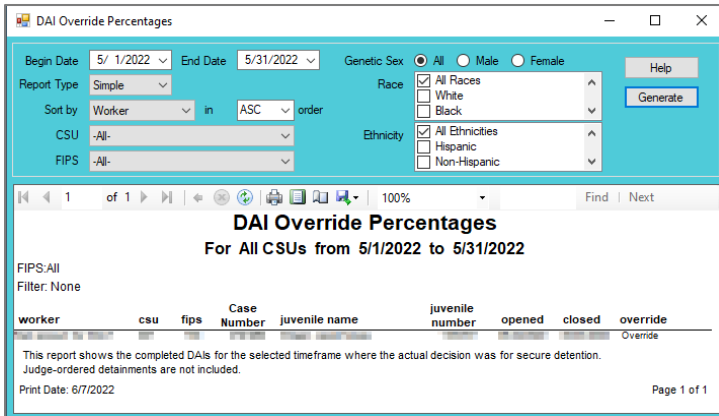 DAI Override Percentages
Begin Date 5/ 1/2022 End Date 5/31/2022 Genetic Sex All Male Female Help
Report Type Simple Race All Races
White
Black
Generate
Sort by Worker in ASC order
CSU -All- Ethnicity All Ethnicities
Hispanic
Non-Hispanic
FIPS -All-
1 of 1 100% Find | Next
DAI Override Percentages
For All CSUs from 5/1/2022 to 5/31/2022
FIPS:All
Filter: None
worker csu fips Case Number juvenile name juvenile number opened closed override
Override
This report shows the completed DAIs for the selected timeframe where the actual decision was for secure detention.
Judge-ordered detainments are not included.
Print Date: 6/7/2022 Page 1 of 1